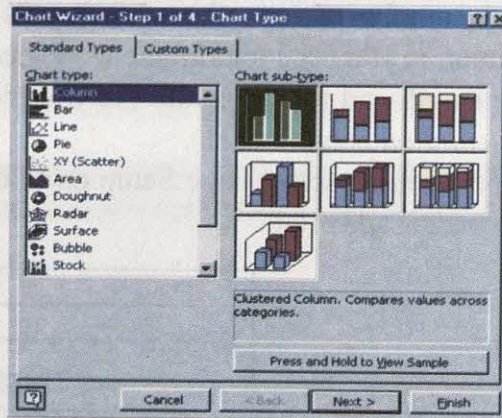 Chart Wizard - Step 1 of 4 - Chart Type
Standard Types Custom Types
Chart type:
Column
Bar
Line
Pie
XY (Scatter)
Area
Doughnut
Radar
Surface
Bubble
Stock
Chart sub-type:
Clustered Column. Compares values across
categories.
Press and Hold to View Sample
Cancel < Back Next > Finish